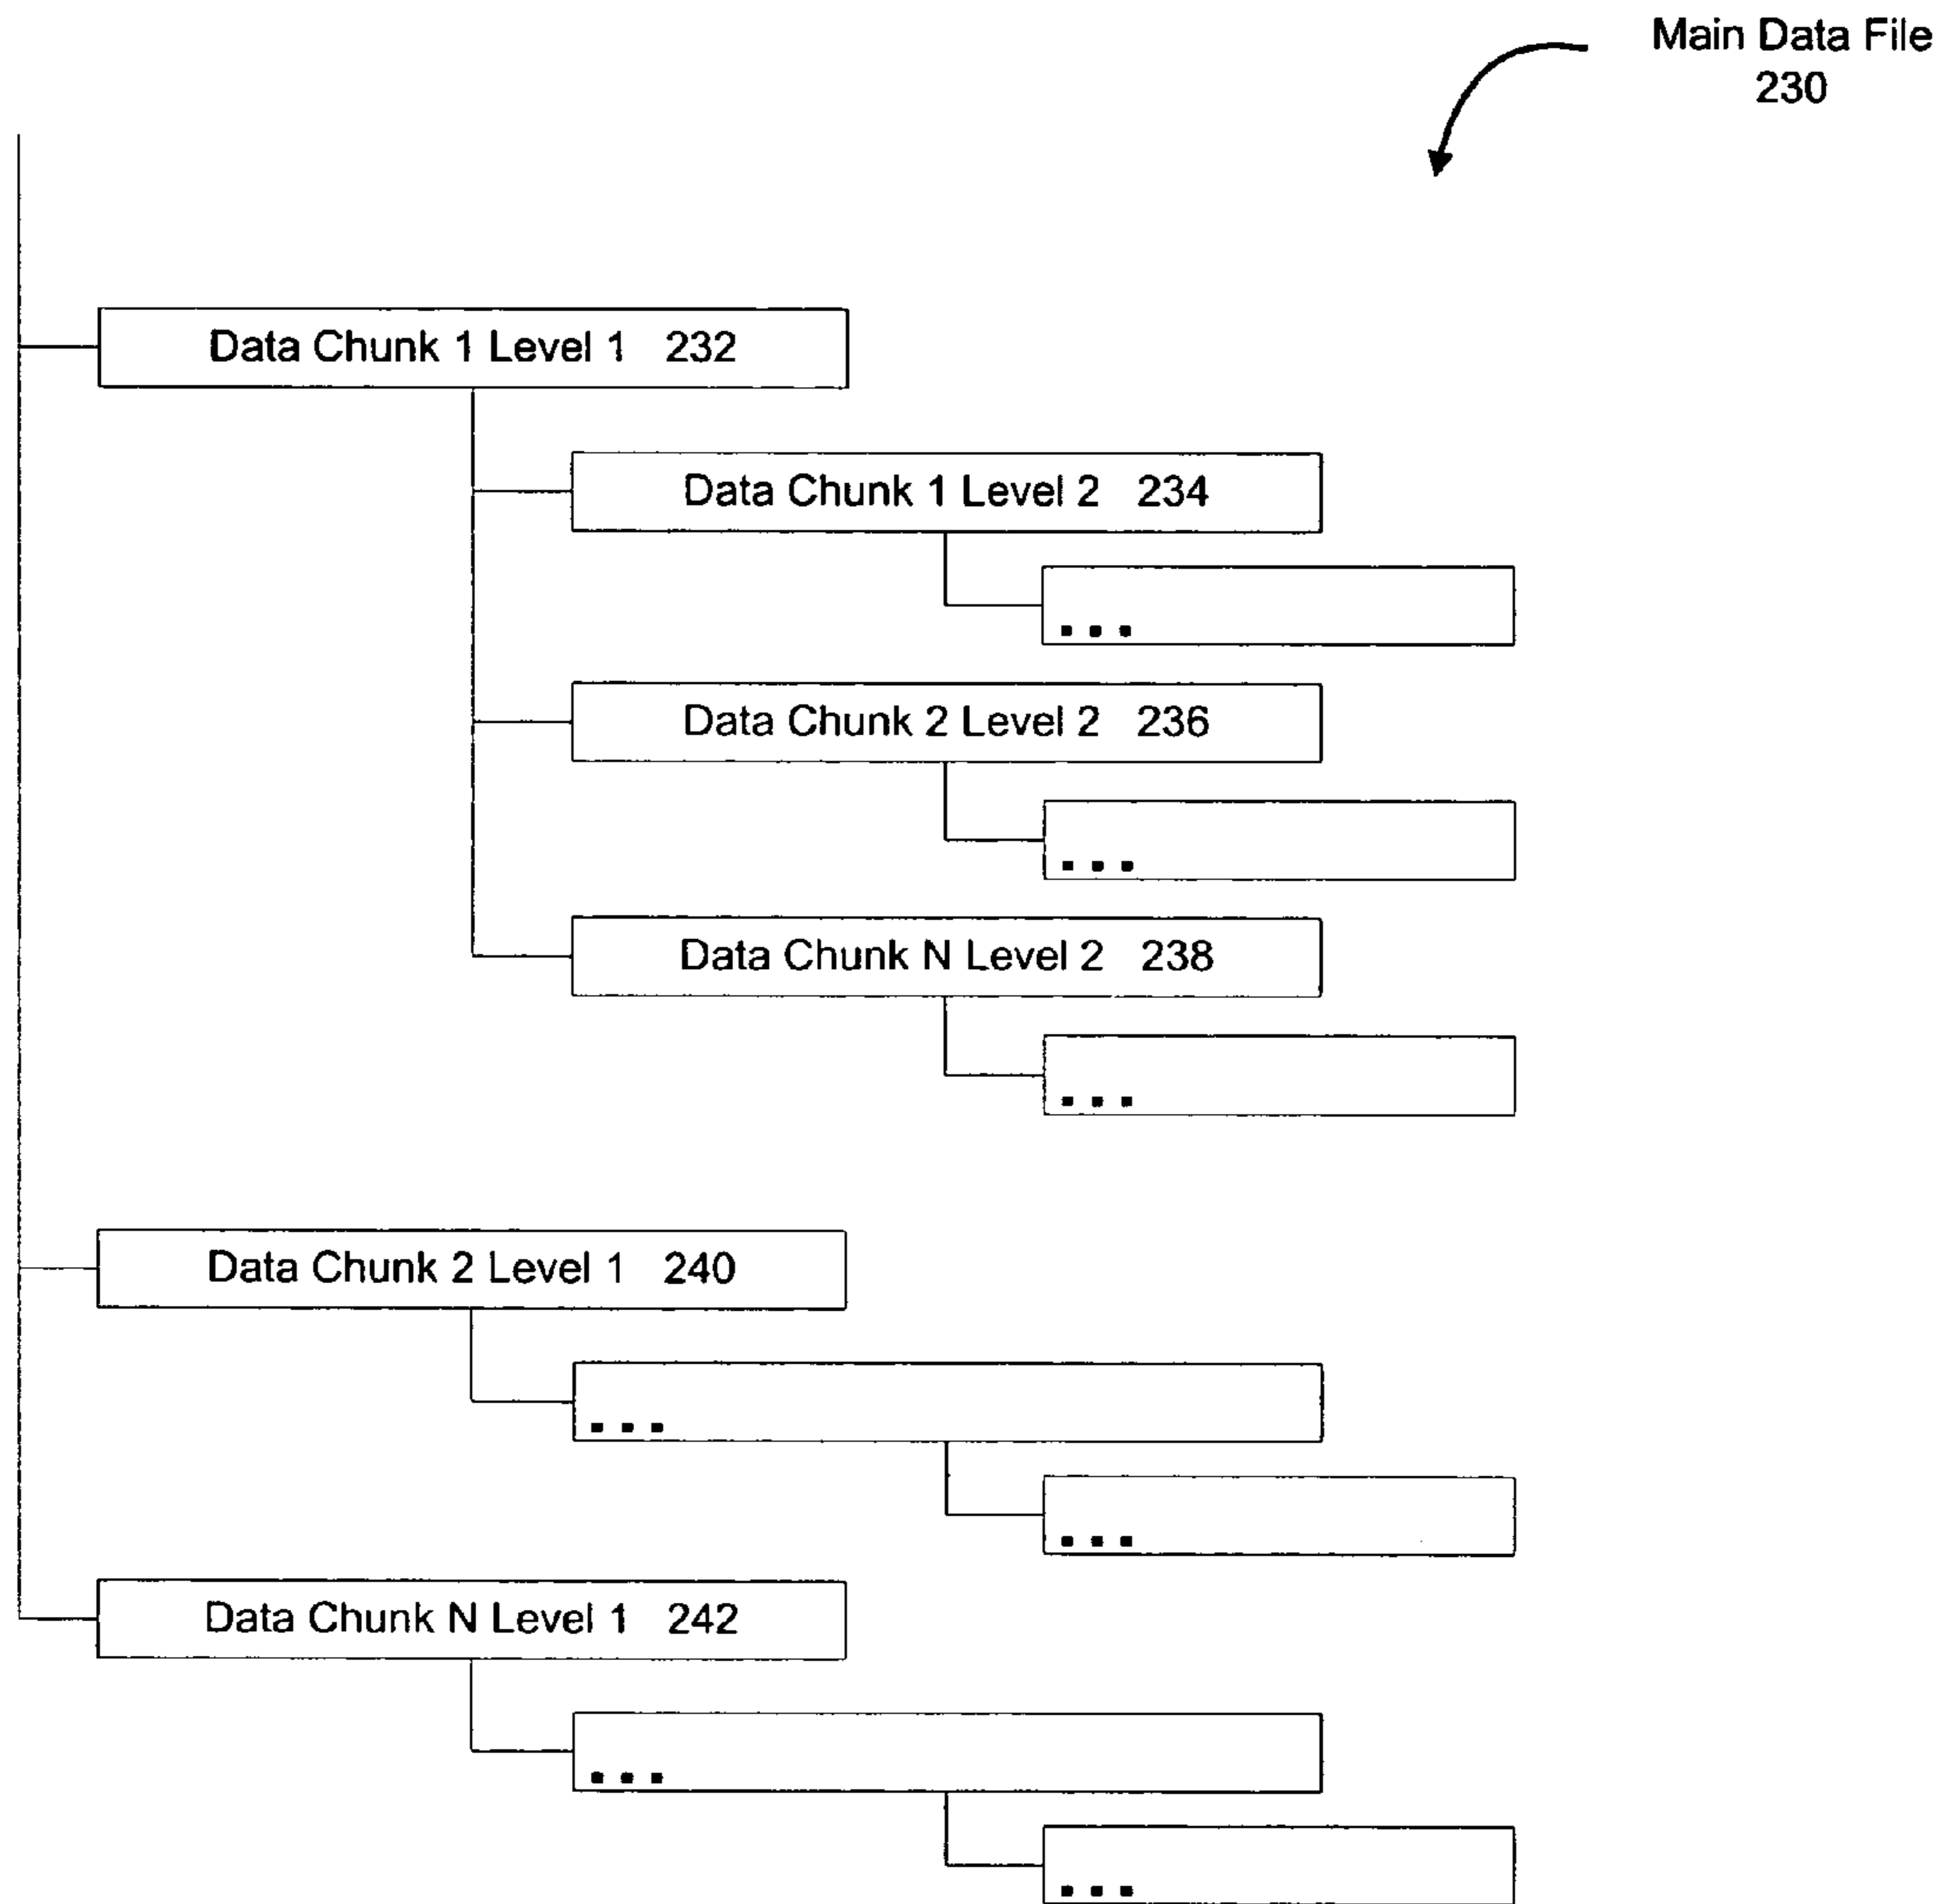 Main Data File
230
Data Chunk 1 Level 1 232
Data Chunk 1 Level 2 234
...
Data Chunk 2 Level 2 236
...
Data Chunk N Level 2 238
...
Data Chunk 2 Level 1 240
...
...
Data Chunk N Level 1 242
...
...